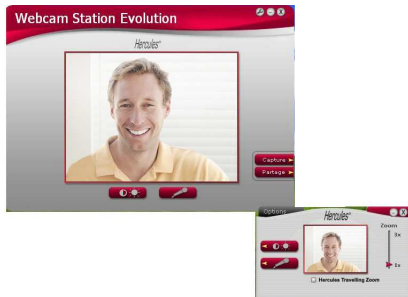 Webcam Station Evolution
Hercules
Capture
Partage
Options
Hercules
Zoom
3x
1x
Hercules Travelling Zoom